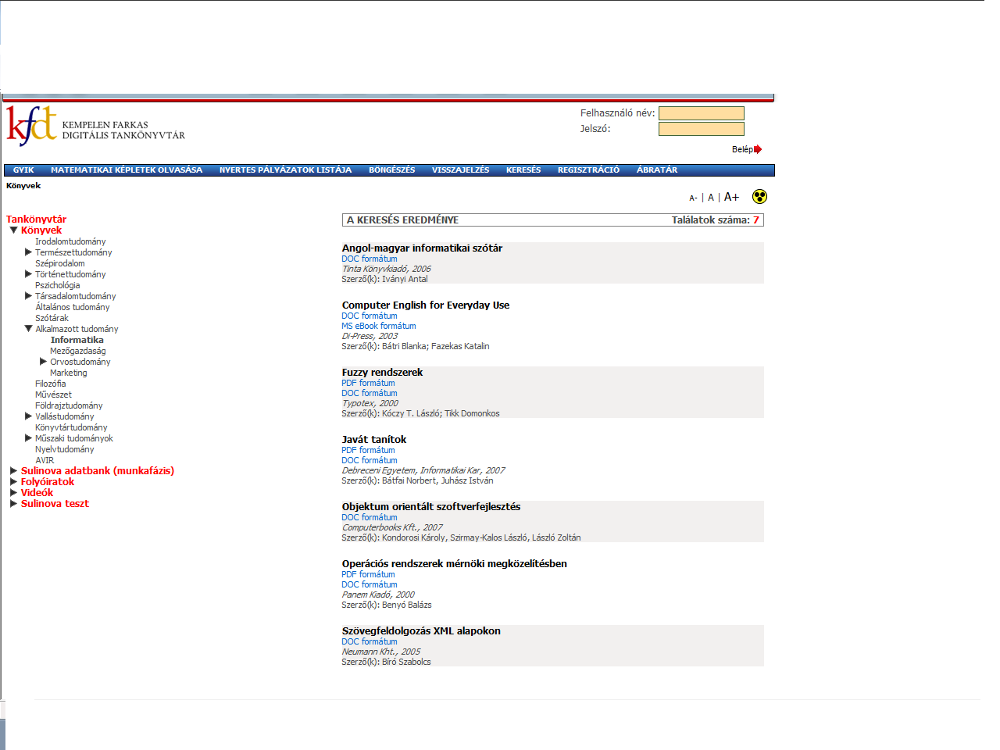 kfdt KEMPELEN FARKAS
DIGITÁLIS TANKÖNYVTÁR
Felhasználó név:
Jelszó:
Belép
GYIK MATEMATIKAI KÉPLETEK OLVASÁSA NYERTES PÁLYÁZATOK LISTÁJA BÖNGÉSZÉS VISSZAJELZÉS KERESÉS REGISZTRÁCIÓ ÁBRATÁR
Könyvek
A- | A | A+
Tankönyvtár
Könyvek
Irodalomtudomány
Természettudomány
Szépirodalom
Történettudomány
Pszichológia
Társadalomtudomány
Általános tudomány
Szótárak
Alkalmazott tudomány
Informatika
Mezőgazdaság
Orvostudomány
Marketing
Filozófia
Művészet
Földrajztudomány
Vallástudomány
Könyvtártudomány
Műszaki tudományok
Nyelvtudomány
AVIR
Sulinova adatbank (munkafázis)
Folyóiratok
Videók
Sulinova teszt
A KERESÉS EREDMÉNYE Találatok száma: 7
Angol-magyar informatikai szótár
DOC formátum
Tinta Könyvkiadó, 2006
Szerző(k): Iványi Antal
Computer English for Everyday Use
DOC formátum
MS eBook formátum
Di-Press, 2003
Szerző(k): Bátri Blanka; Fazekas Katalin
Fuzzy rendszerek
PDF formátum
DOC formátum
Typotex, 2000
Szerző(k): Kóczy T. László; Tikk Domonkos
Javát tanítok
PDF formátum
DOC formátum
Debreceni Egyetem, Informatikai Kar, 2007
Szerző(k): Bátfai Norbert, Juhász István
Objektum orientált szoftverfejlesztés
DOC formátum
Computerbooks Kft., 2007
Szerző(k): Kondorosi Károly, Szirmay-Kalos László, László Zoltán
Operációs rendszerek mérnöki megközelítésben
PDF formátum
DOC formátum
Panem Kiadó, 2000
Szerző(k): Benyó Balázs
Szövegfeldolgozás XML alapokon
DOC formátum
Neumann Kht., 2005
Szerző(k): Bíró Szabolcs